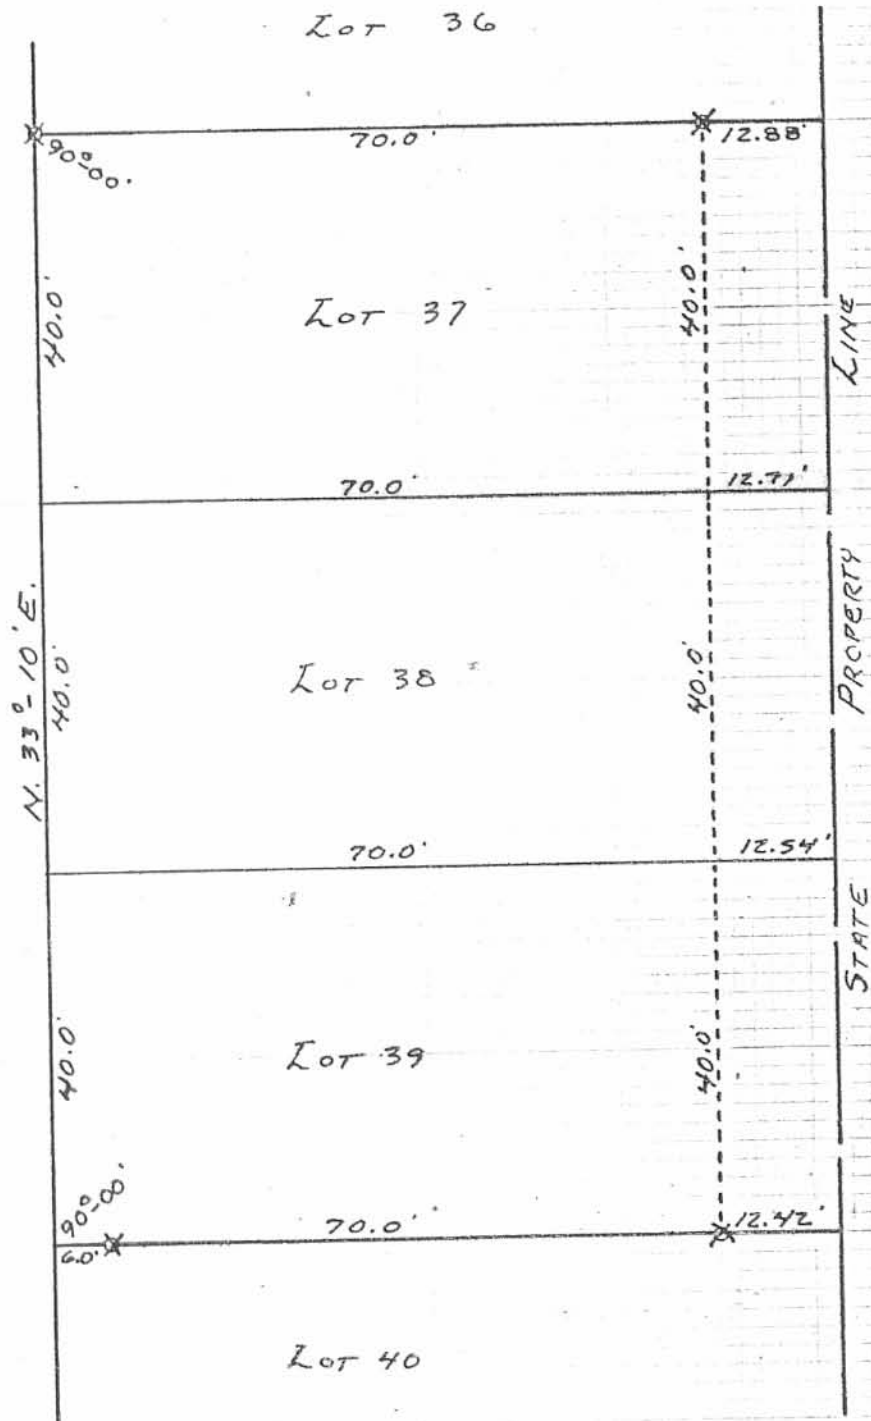 Lot 36
70.0'
12.88'
90°-00'
40.0'
Lot 37
40.0'
70.0'
12.71'
N. 33°-10' E.
40.0'
Lot 38
40.0'
70.0'
12.54'
40.0'
Lot 39
40.0'
90°-00'
6.0'
70.0'
12.42'
Lot 40
STATE PROPERTY LINE